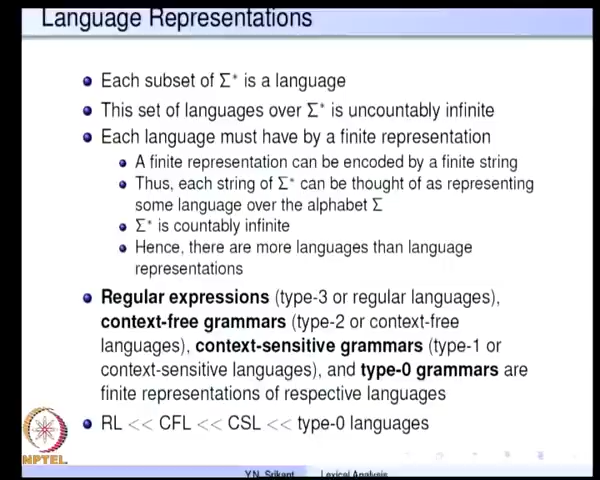 Language Representations
Each subset of Σ* is a language
This set of languages over Σ* is uncountably infinite
Each language must have by a finite representation
A finite representation can be encoded by a finite string
Thus, each string of Σ* can be thought of as representing
some language over the alphabet Σ
Σ* is countably infinite
Hence, there are more languages than language
representations
Regular expressions (type-3 or regular languages),
context-free grammars (type-2 or context-free
languages), context-sensitive grammars (type-1 or
context-sensitive languages), and type-0 grammars are
finite representations of respective languages
RL << CFL << CSL << type-0 languages
NPTEL
Y.N. Srikant Lexical Analysis